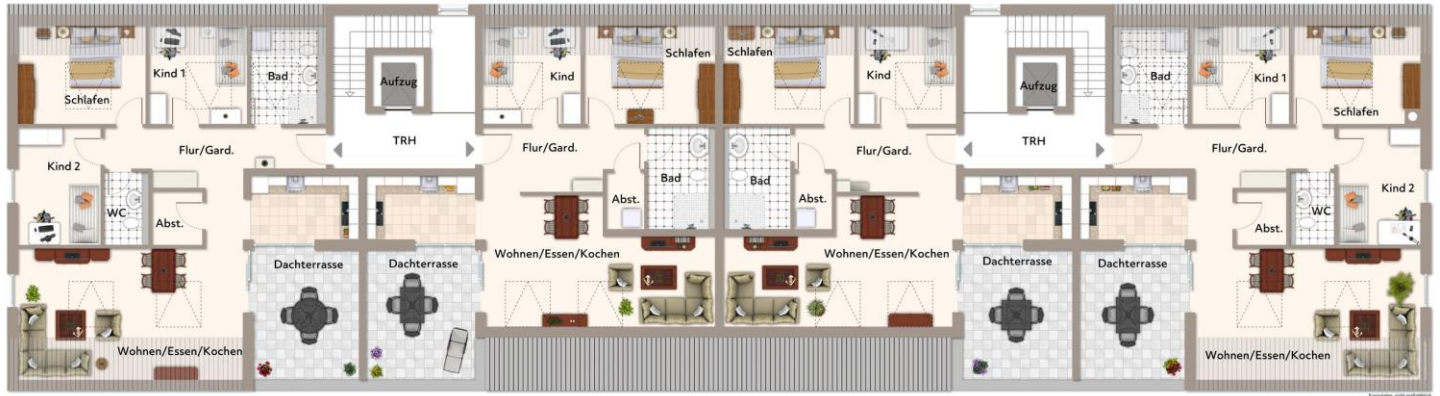 Schlafen
Kind 1
Bad
Aufzug
Kind
Schlafen
Schlafen
Kind
Aufzug
Bad
Kind 1
Schlafen
Kind 2
Flur/Gard.
TRH
Flur/Gard.
Bad
Bad
Flur/Gard.
TRH
Flur/Gard.
Kind 2
WC
Abst.
Abst.
Abst.
Abst.
WC
Dachterrasse
Dachterrasse
Wohnen/Essen/Kochen
Wohnen/Essen/Kochen
Dachterrasse
Dachterrasse
Wohnen/Essen/Kochen
Wohnen/Essen/Kochen